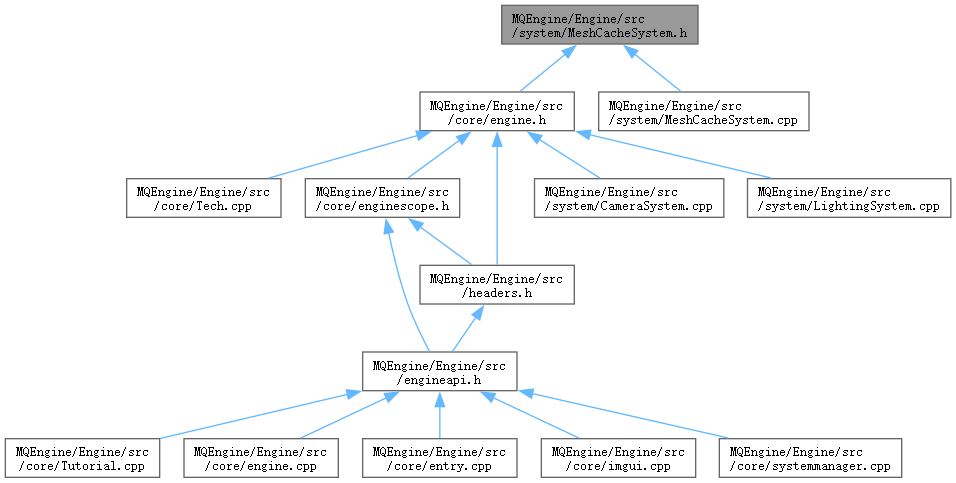 MQEngine/Engine/src
/system/MeshCacheSystem.h
MQEngine/Engine/src
/core/engine.h
MQEngine/Engine/src
/system/MeshCacheSystem.cpp
MQEngine/Engine/src
/core/Tech.cpp
MQEngine/Engine/src
/core/enginescope.h
MQEngine/Engine/src
/system/CameraSystem.cpp
MQEngine/Engine/src
/system/LightingSystem.cpp
MQEngine/Engine/src
/headers.h
MQEngine/Engine/src
/engineapi.h
MQEngine/Engine/src
/core/Tutorial.cpp
MQEngine/Engine/src
/core/engine.cpp
MQEngine/Engine/src
/core/entry.cpp
MQEngine/Engine/src
/core/imgui.cpp
MQEngine/Engine/src
/core/systemmanager.cpp